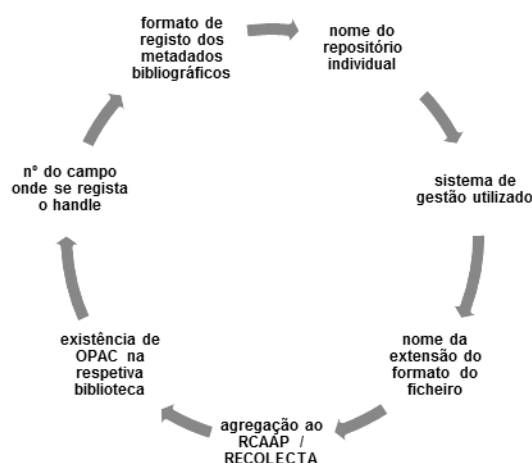 formato de
registo dos
metadados
bibliográficos
nome do
repositório
individual
sistema de
gestão utilizado
nome da
extensão do
formato do
ficheiro
agregação ao
RCAAP /
RECOLECTA
existência de
OPAC na
respetiva
biblioteca
nº do campo
onde se regista
o handle